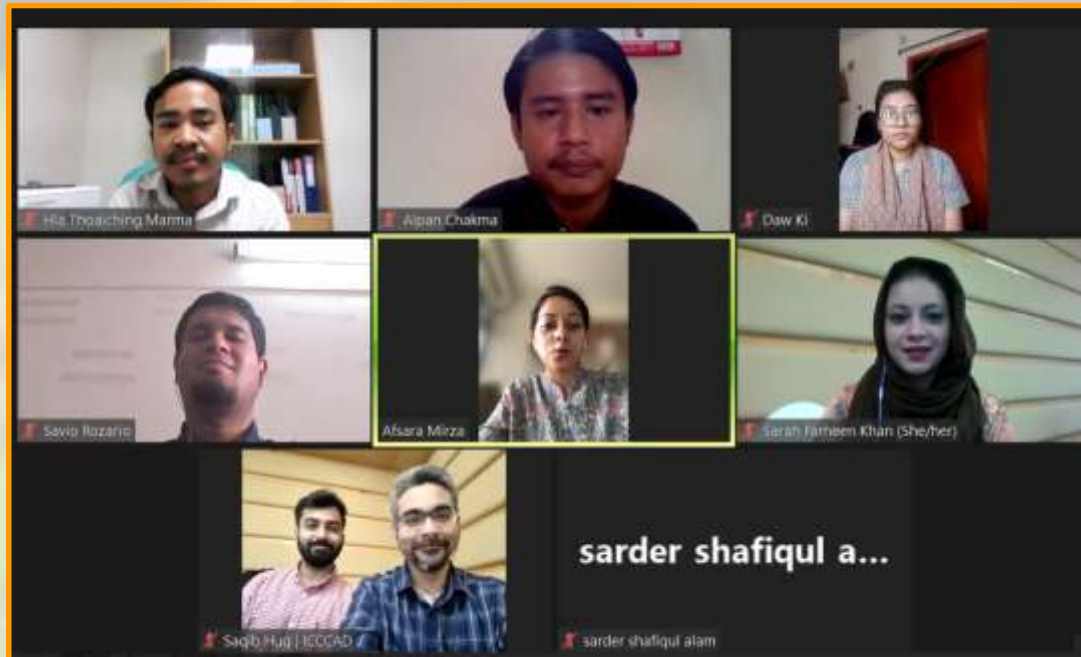 Hla Thoaiching Marma
Alpan Chakma
Daw Ki
Savio Rozario
Afsara Mirza
Sarah Farheen Khan (She/her)
sarder shafiqul a...
Saqib Huq | ICCCAD
sarder shafiqul alam